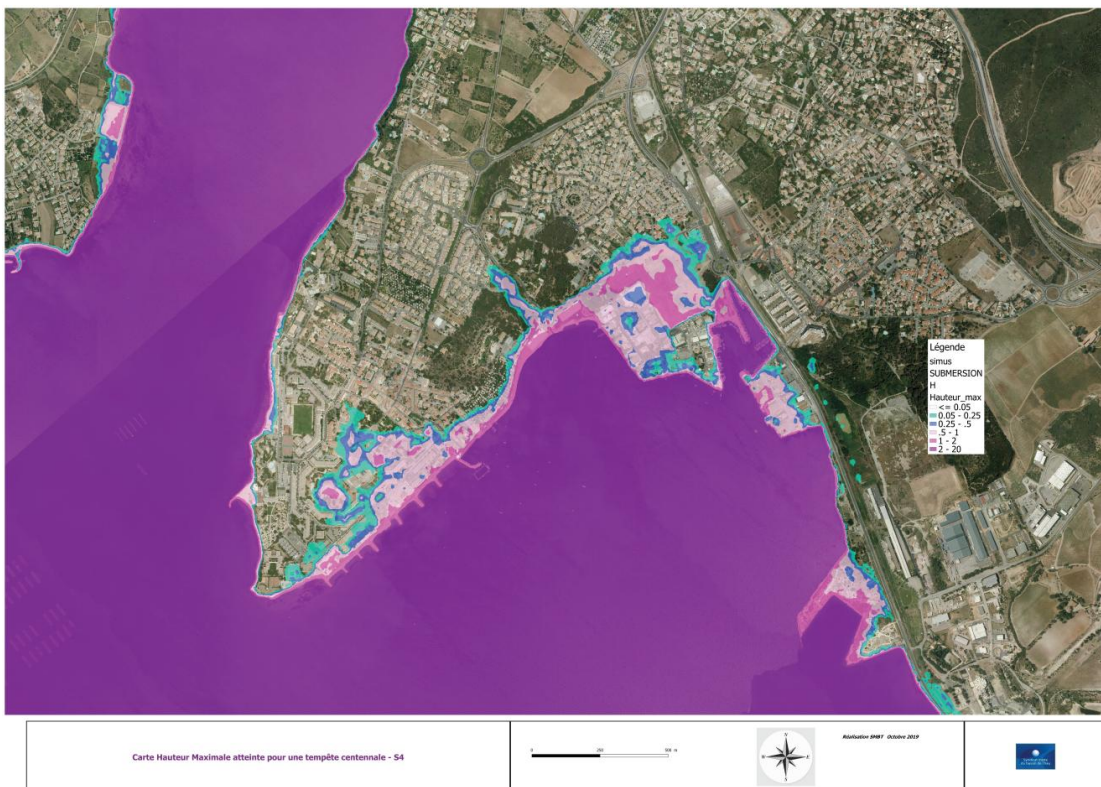 Légende
simus
SUBMERSION
H
Hauteur_max
<= 0.05
0.05 - 0.25
0.25 - .5
.5 - 1
1 - 2
2 - 20
Carte Hauteur Maximale atteinte pour une tempête centennale - S4
0 250 500 m
N
W E
S
Réalisation SMBT Octobre 2019